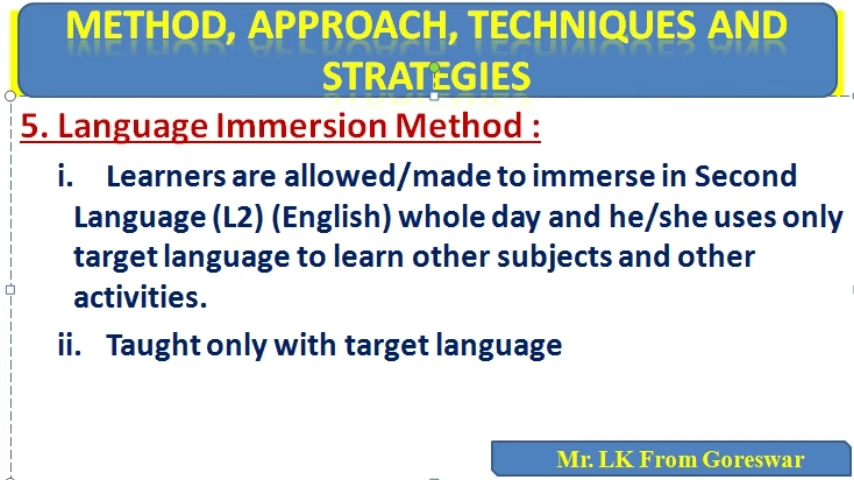 METHOD, APPROACH, TECHNIQUES AND
STRATEGIES
5. Language Immersion Method :
i. Learners are allowed/made to immerse in Second
Language (L2) (English) whole day and he/she uses only
target language to learn other subjects and other
activities.
ii. Taught only with target language
Mr. LK From Goreswar